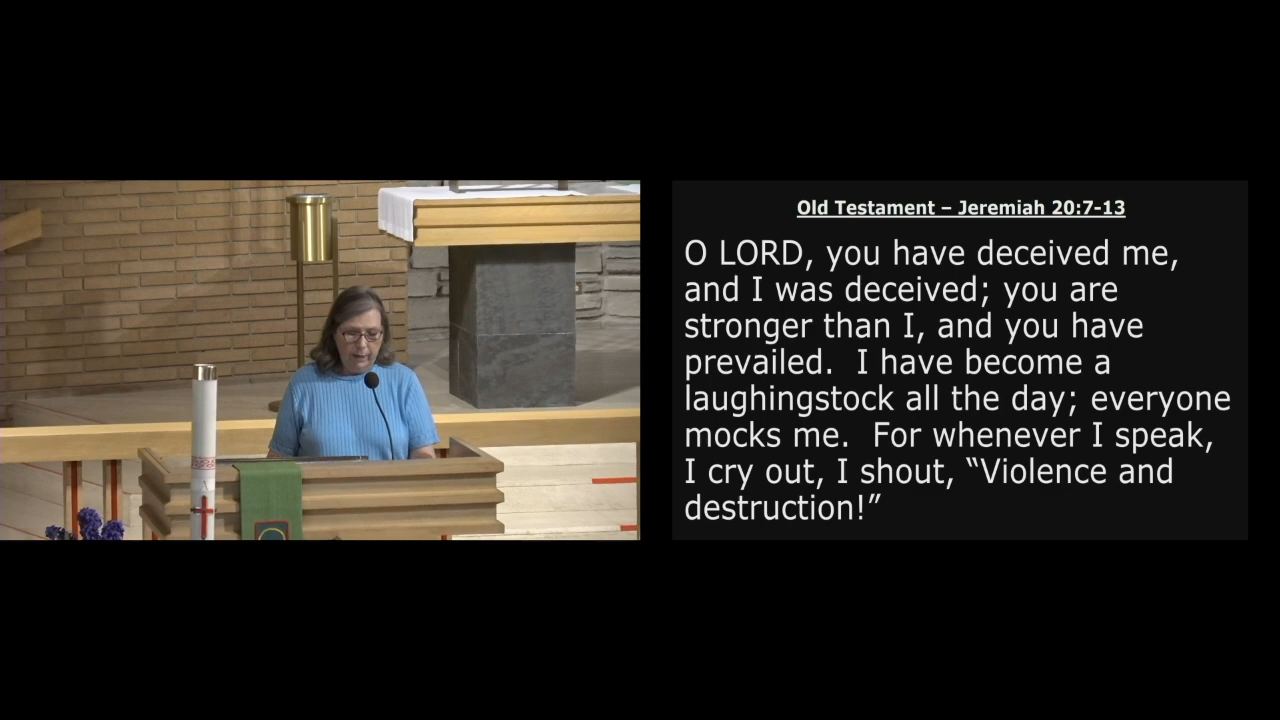 Old Testament – Jeremiah 20:7-13
O LORD, you have deceived me,
and I was deceived; you are
stronger than I, and you have
prevailed.  I have become a
laughingstock all the day; everyone
mocks me.  For whenever I speak,
I cry out, I shout, “Violence and
destruction!”